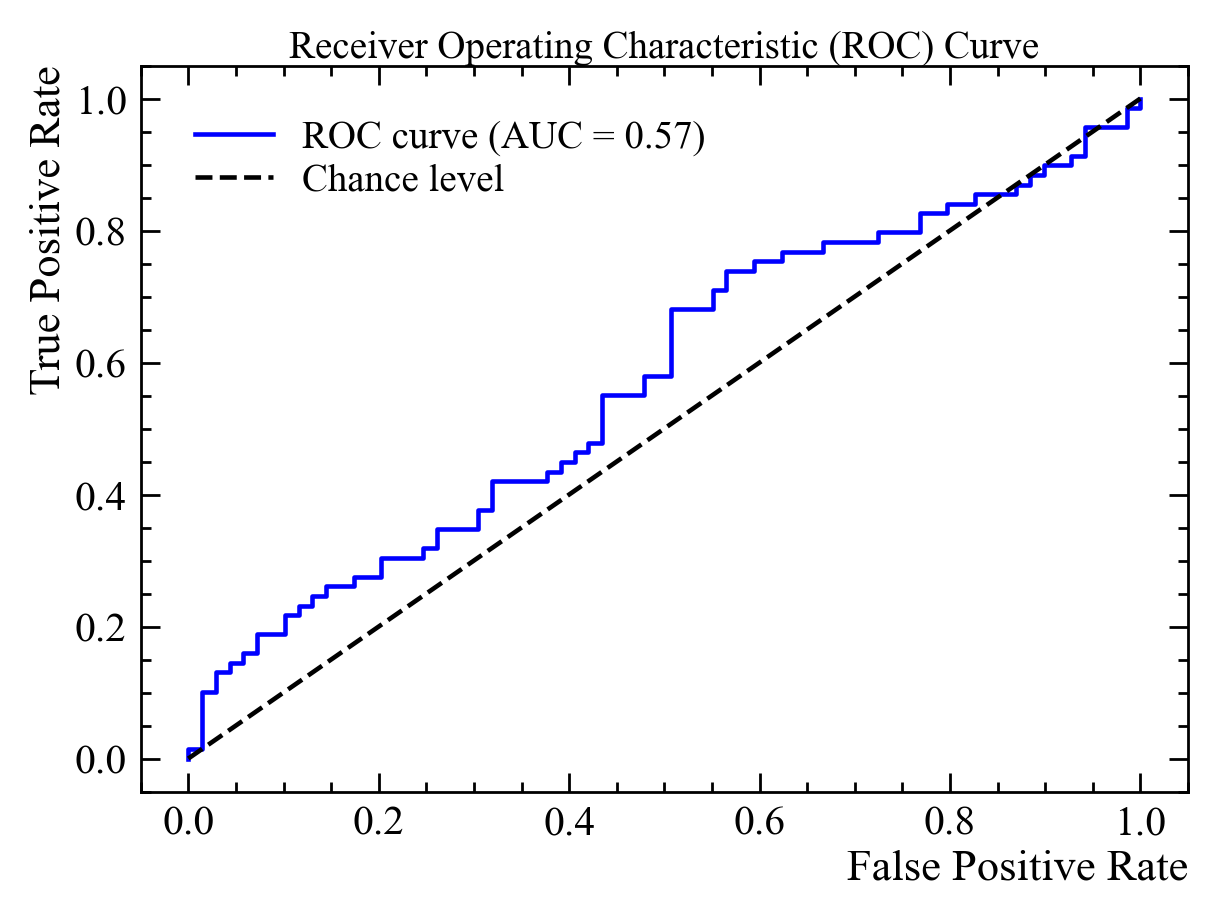 Receiver Operating Characteristic (ROC) Curve
True Positive Rate
1.0
0.8
0.6
0.4
0.2
0.0
ROC curve (AUC = 0.57)
Chance level
0.0 0.2 0.4 0.6 0.8 1.0
False Positive Rate